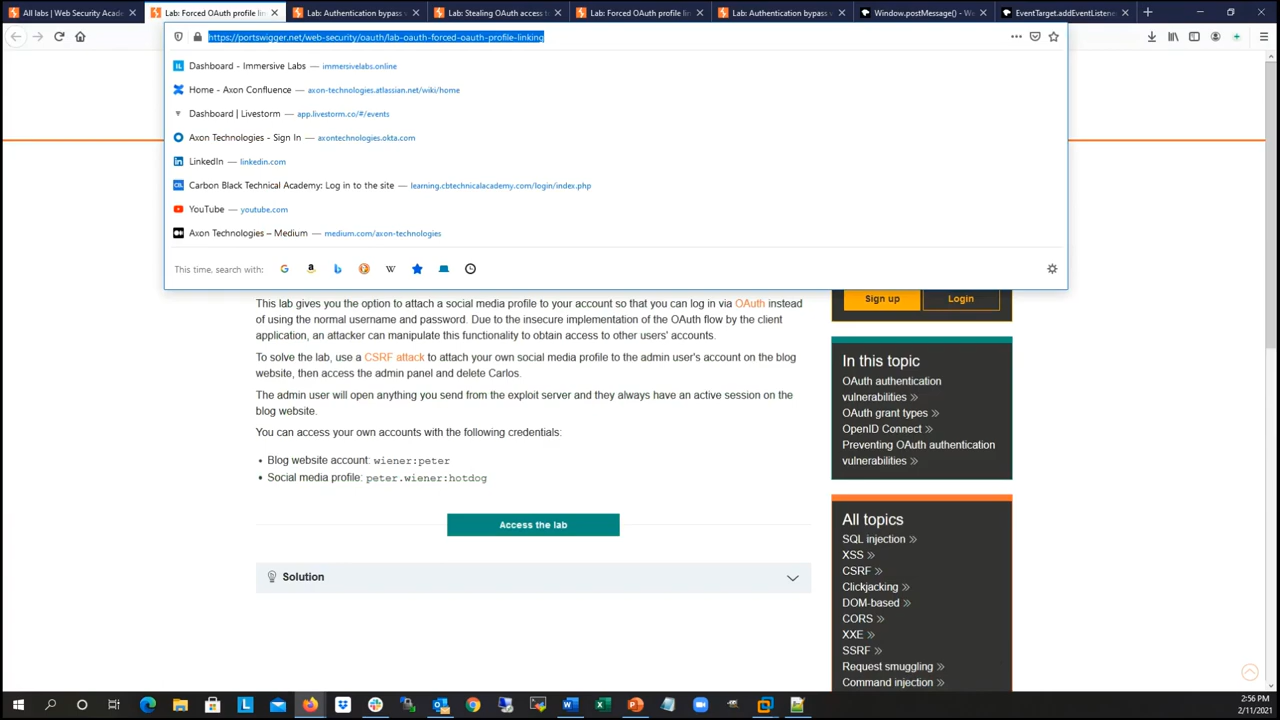 All labs | Web Security Acade
Lab: Forced OAuth profile lin
Lab: Authentication bypass v
Lab: Stealing OAuth access to
Lab: Forced OAuth profile lin
Lab: Authentication bypass v
Window.postMessage() - We
EventTarget.addEventListene
https://portswigger.net/web-security/oauth/lab-oauth-forced-oauth-profile-linking
Dashboard - Immersive Labs — immersivelabs.online
Home - Axon Confluence — axon-technologies.atlassian.net/wiki/home
Dashboard | Livestorm — app.livestorm.co/#/events
Axon Technologies - Sign In — axontechnologies.okta.com
LinkedIn — linkedin.com
Carbon Black Technical Academy: Log in to the site — learning.cbtechnicalacademy.com/login/index.php
YouTube — youtube.com
Axon Technologies – Medium — medium.com/axon-technologies
This time, search with:
This lab gives you the option to attach a social media profile to your account so that you can log in via OAuth instead
of using the normal username and password. Due to the insecure implementation of the OAuth flow by the client
application, an attacker can manipulate this functionality to obtain access to other users' accounts.
To solve the lab, use a CSRF attack to attach your own social media profile to the admin user's account on the blog
website, then access the admin panel and delete Carlos.
The admin user will open anything you send from the exploit server and they always have an active session on the
blog website.
You can access your own accounts with the following credentials:
• Blog website account: wiener:peter
• Social media profile: peter.wiener:hotdog
Access the lab
Solution
Sign up
Login
In this topic
OAuth authentication
vulnerabilities »
OAuth grant types »
OpenID Connect »
Preventing OAuth authentication
vulnerabilities »
All topics
SQL injection »
XSS »
CSRF »
Clickjacking »
DOM-based »
CORS »
XXE »
SSRF »
Request smuggling »
Command injection »
2:56 PM
2/11/2021